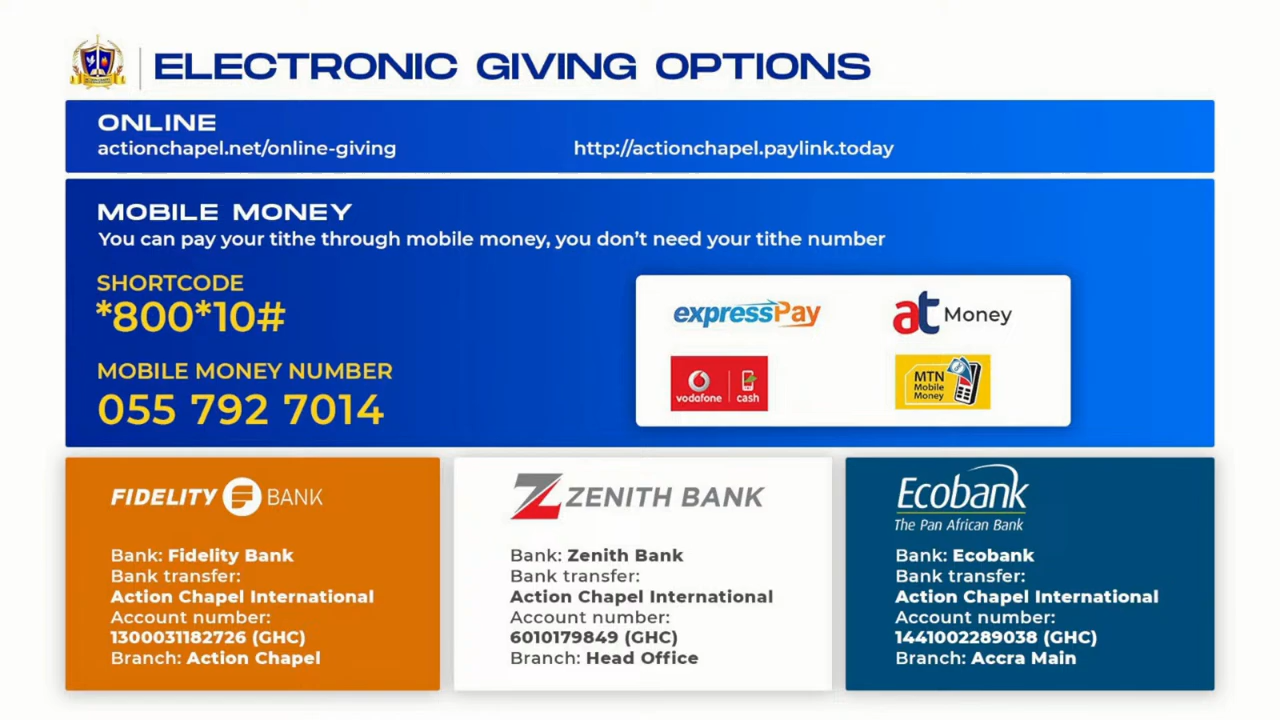 ELECTRONIC GIVING OPTIONS
ONLINE
actionchapel.net/online-giving
http://actionchapel.paylink.today
MOBILE MONEY
You can pay your tithe through mobile money, you don't need your tithe number
SHORTCODE
*800*10#
MOBILE MONEY NUMBER
055 792 7014
expressPay
at Money
vodafone cash
MTN
Mobile
Money
FIDELITY BANK
Bank: Fidelity Bank
Bank transfer:
Action Chapel International
Account number:
1300031182726 (GHC)
Branch: Action Chapel
ZENITH BANK
Bank: Zenith Bank
Bank transfer:
Action Chapel International
Account number:
6010179849 (GHC)
Branch: Head Office
Ecobank
The Pan African Bank
Bank: Ecobank
Bank transfer:
Action Chapel International
Account number:
1441002289038 (GHC)
Branch: Accra Main